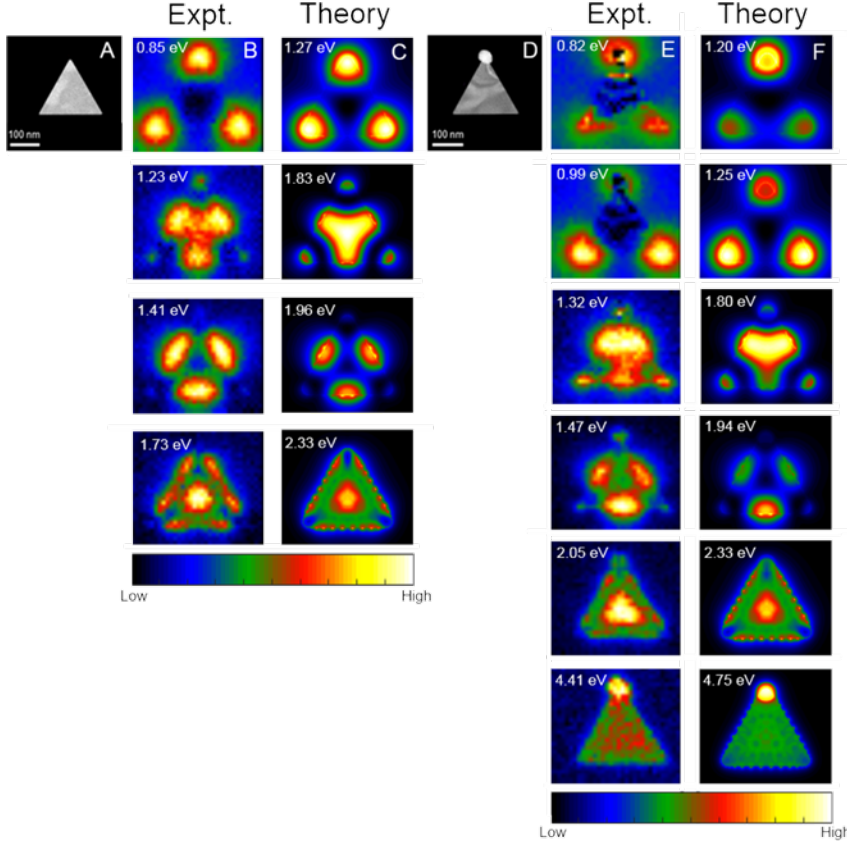 Expt. Theory Expt. Theory
A 0.85 eV B 1.27 eV C D 0.82 eV E 1.20 eV F
100 nm 100 nm
1.23 eV 1.83 eV 0.99 eV 1.25 eV
1.41 eV 1.96 eV 1.32 eV 1.80 eV
1.73 eV 2.33 eV 1.47 eV 1.94 eV
Low High 2.05 eV 2.33 eV
4.41 eV 4.75 eV
Low High